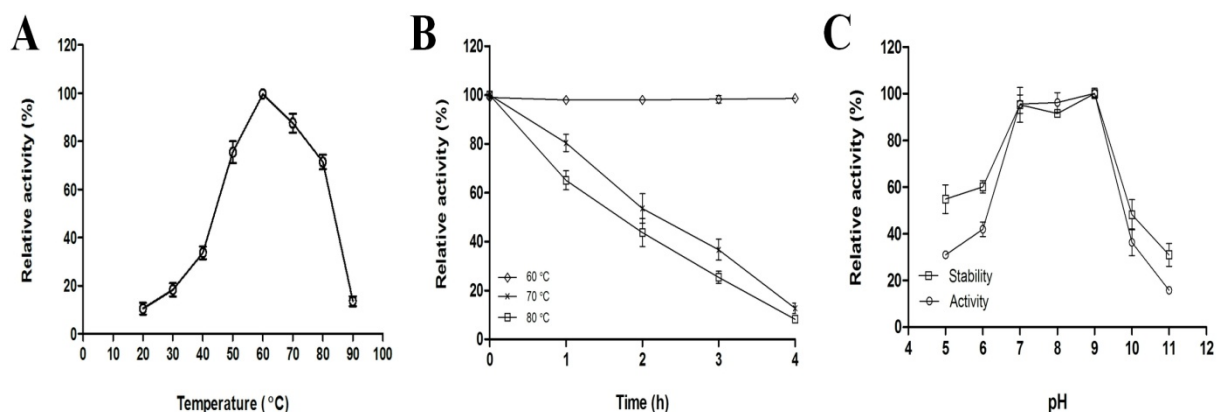 A
Relative activity (%)
120
100
80
60
40
20
0
0 10 20 30 40 50 60 70 80 90 100
Temperature (°C)
B
Relative activity (%)
120
100
80
60
40
20
0
60 °C
70 °C
80 °C
0 1 2 3 4
Time (h)
C
Relative activity (%)
120
100
80
60
40
20
0
Stability
Activity
4 5 6 7 8 9 10 11 12
pH